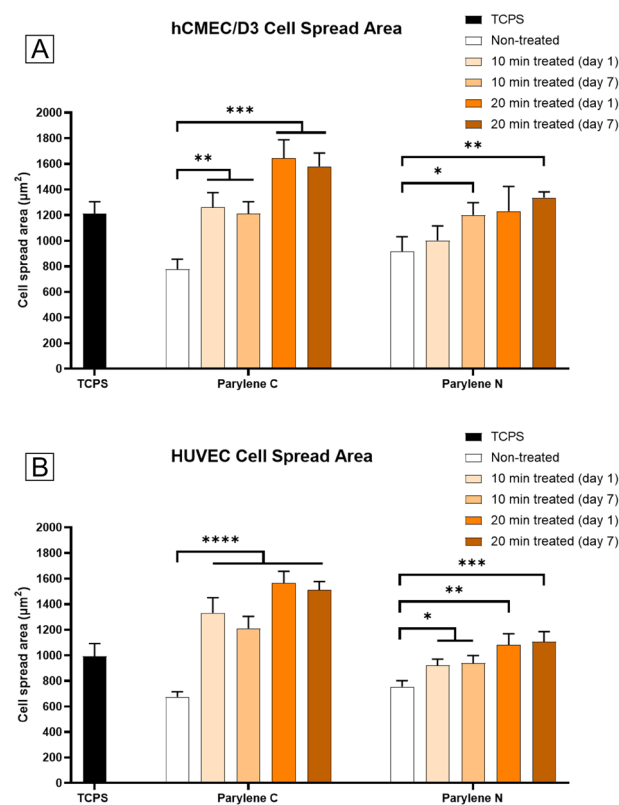 A
hCMEC/D3 Cell Spread Area
TCPS
Non-treated
10 min treated (day 1)
10 min treated (day 7)
20 min treated (day 1)
20 min treated (day 7)
Cell spread area (µm²)
2000
1800
1600
1400
1200
1000
800
600
400
200
0
***
**
**
*
TCPS
Parylene C
Parylene N
B
HUVEC Cell Spread Area
TCPS
Non-treated
10 min treated (day 1)
10 min treated (day 7)
20 min treated (day 1)
20 min treated (day 7)
Cell spread area (µm²)
2000
1800
1600
1400
1200
1000
800
600
400
200
0
****
***
**
*
TCPS
Parylene C
Parylene N